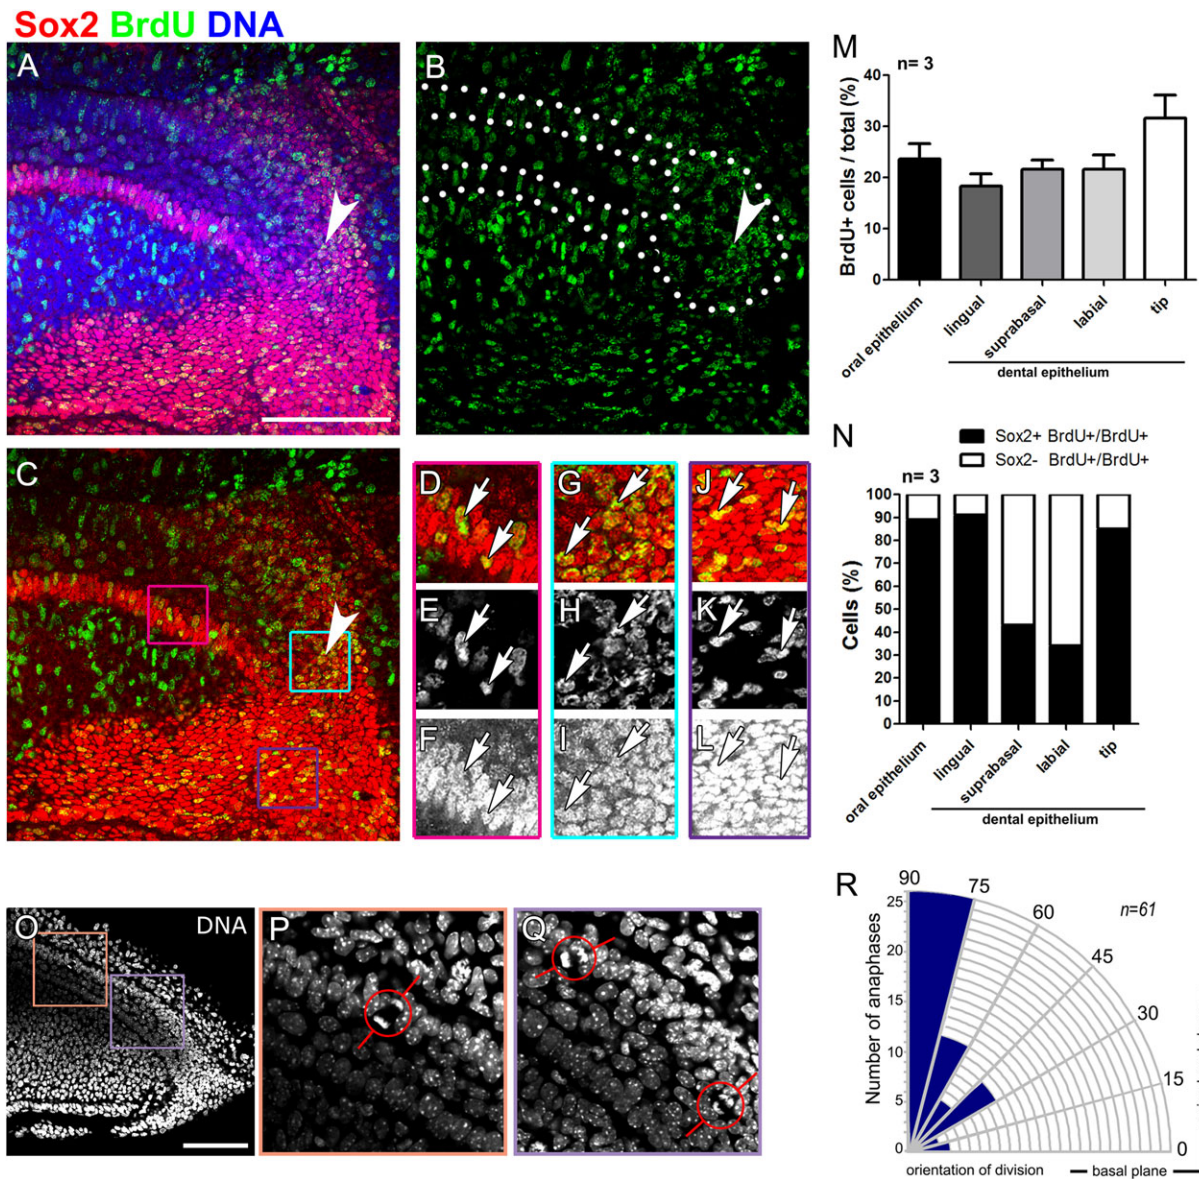 Sox2 BrdU DNA
A
B
C
D
E
F
G
H
I
J
K
L
M
n= 3
BrdU+ cells / total (%)
40
30
20
10
0
oral epithelium
lingual
suprabasal
labial
tip
dental epithelium
N
Sox2+ BrdU+/BrdU+
Sox2- BrdU+/BrdU+
n= 3
Cells (%)
100
90
80
70
60
50
40
30
20
10
0
oral epithelium
lingual
suprabasal
labial
tip
dental epithelium
O
DNA
P
Q
R
n=61
Number of anaphases
25
20
15
10
5
0
90
75
60
45
30
15
0
orientation of division
basal plane